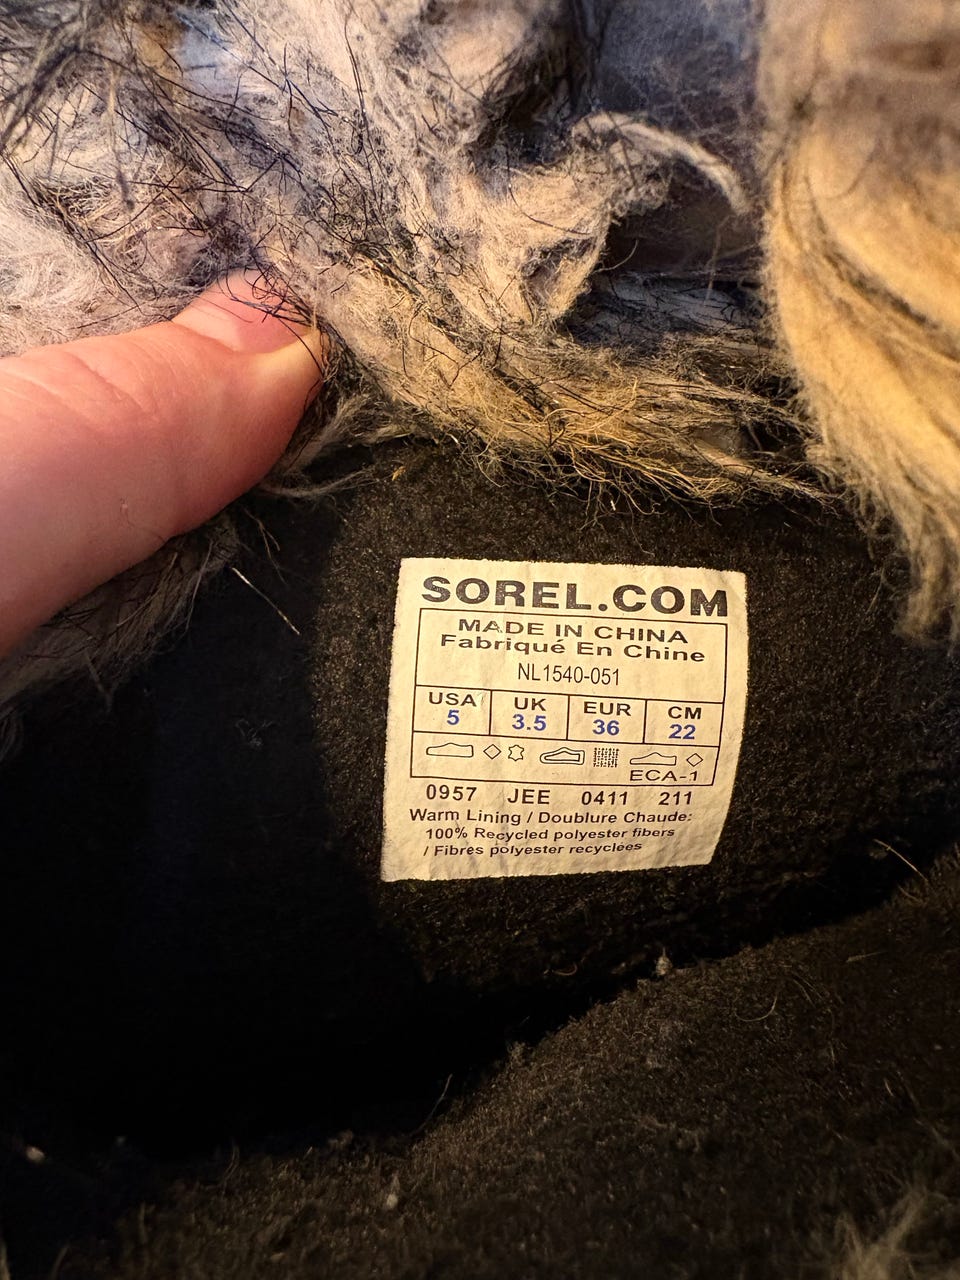 SOREL.COM
MADE IN CHINA
Fabriqué En Chine
NL1540-051
USA UK EUR CM
5 3.5 36 22
ECA-1
0957 JEE 0411 211
Warm Lining / Doublure Chaude:
100% Recycled polyester fibers
/ Fibres polyester recyclées